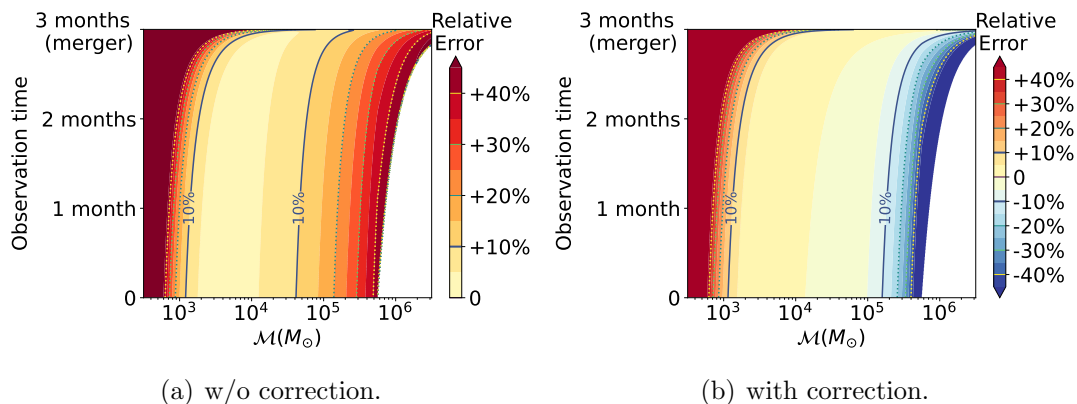 3 months
(merger)
2 months
1 month
0
Observation time
10%
10%
10³
10⁴
10⁵
10⁶
ℳ(M⊙)
Relative
Error
+40%
+30%
+20%
+10%
0
(a) w/o correction.
3 months
(merger)
2 months
1 month
0
Observation time
10%
10%
10³
10⁴
10⁵
10⁶
ℳ(M⊙)
Relative
Error
+40%
+30%
+20%
+10%
0
-10%
-20%
-30%
-40%
(b) with correction.